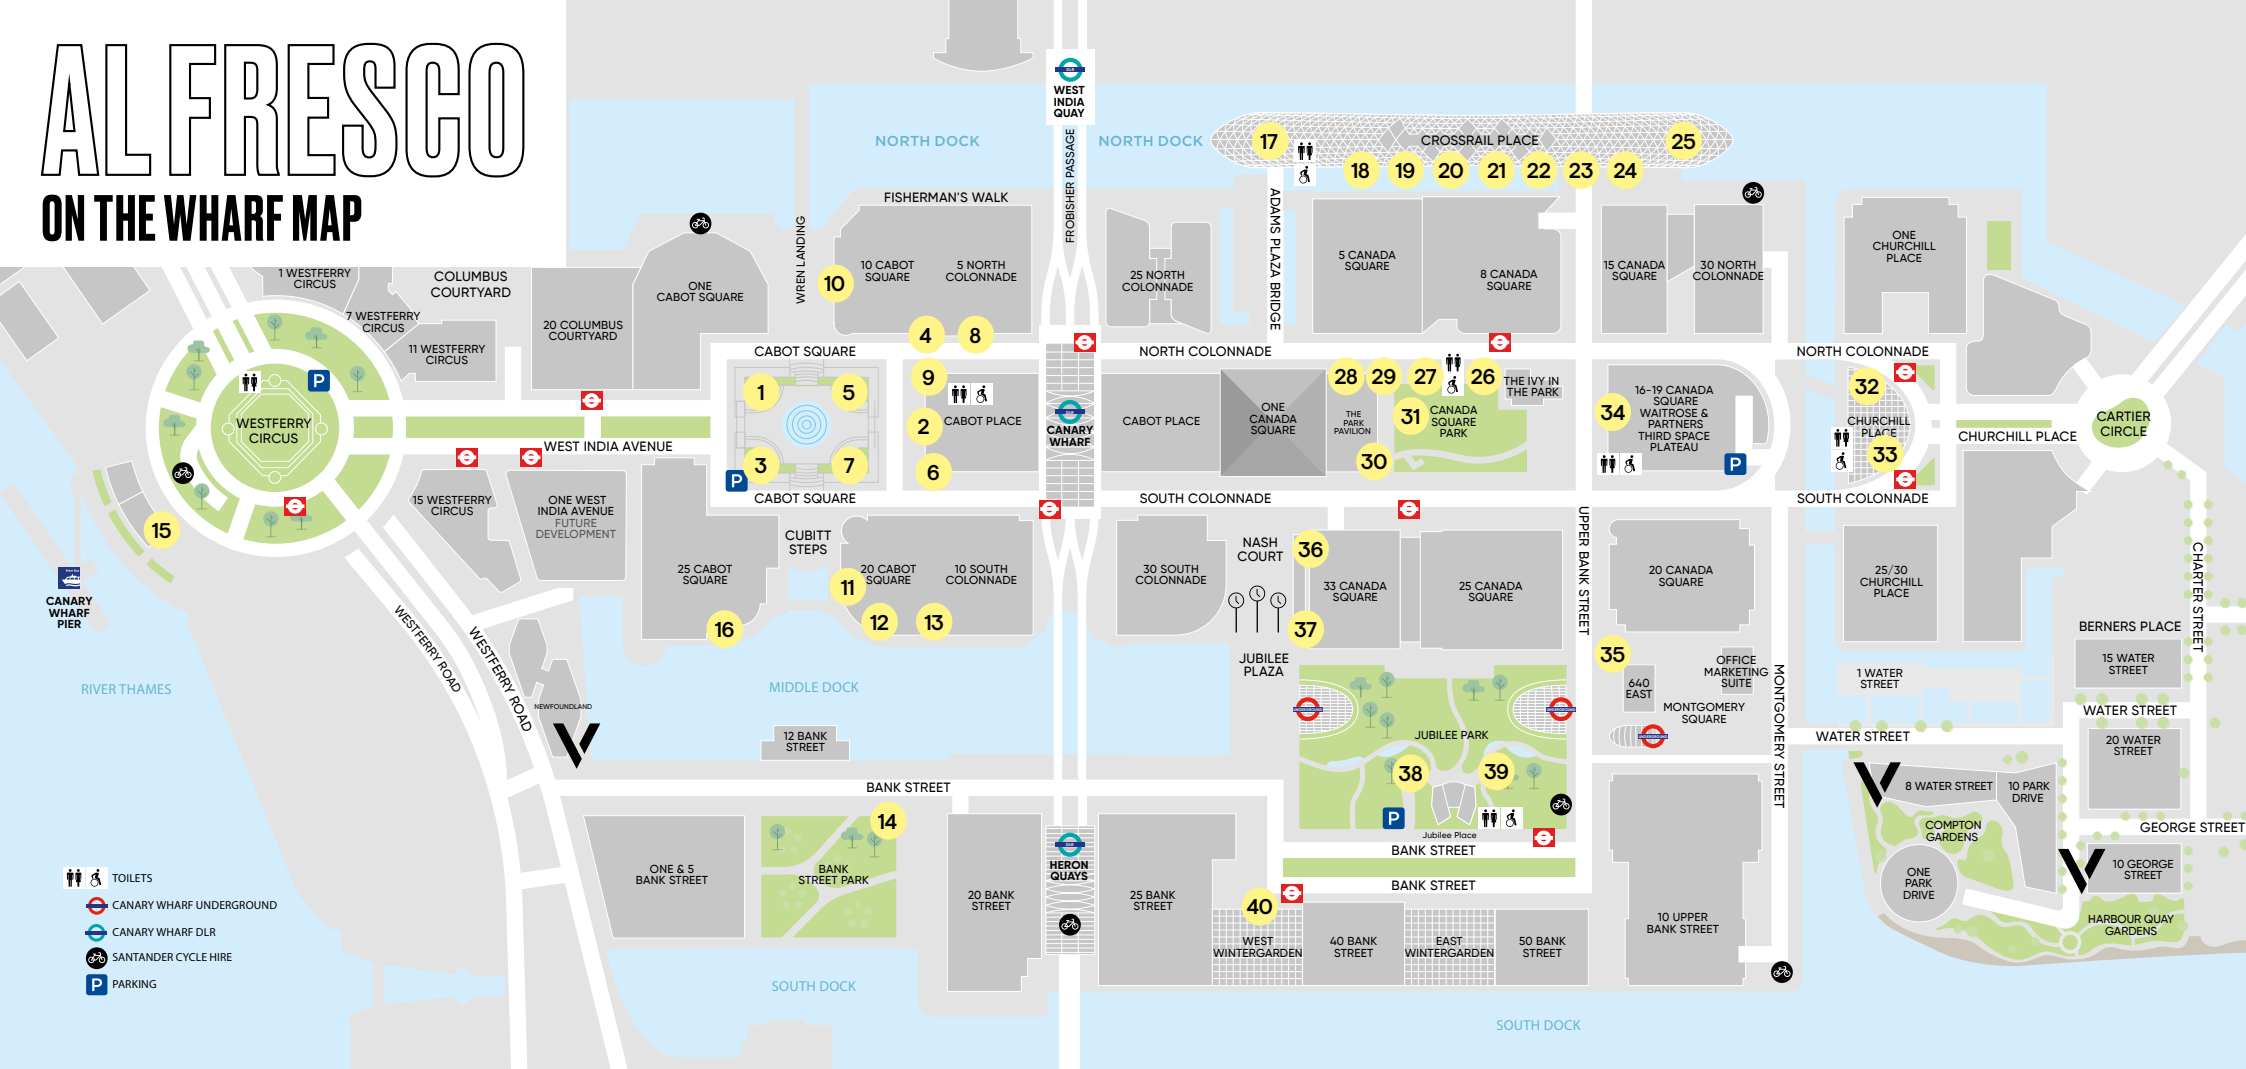 AL FRESCO
ON THE WHARF MAP
WEST
INDIA
QUAY
NORTH DOCK
NORTH DOCK
FROBISHER PASSAGE
17
CROSSRAIL PLACE
25
18
19
20
21
22
23
24
FISHERMAN'S WALK
WREN LANDING
ADAMS PLAZA BRIDGE
1 WESTFERRY
CIRCUS
COLUMBUS
COURTYARD
7 WESTFERRY
CIRCUS
11 WESTFERRY
CIRCUS
20 COLUMBUS
COURTYARD
ONE
CABOT SQUARE
10
10 CABOT
SQUARE
5 NORTH
COLONNADE
25 NORTH
COLONNADE
5 CANADA
SQUARE
8 CANADA
SQUARE
15 CANADA
SQUARE
30 NORTH
COLONNADE
ONE
CHURCHILL
PLACE
4
8
CABOT SQUARE
NORTH COLONNADE
NORTH COLONNADE
P
WESTFERRY
CIRCUS
WEST INDIA AVENUE
1
5
3
7
P
CABOT SQUARE
9
2
6
CABOT PLACE
CANARY
WHARF
CABOT PLACE
ONE
CANADA
SQUARE
28
29
27
26
THE IVY IN
THE PARK
THE
PARK
PAVILION
31
CANADA
SQUARE
PARK
30
34
16-19 CANADA
SQUARE
WAITROSE &
PARTNERS
THIRD SPACE
PLATEAU
P
32
CHURCHILL
PLACE
33
CHURCHILL PLACE
CARTIER
CIRCLE
SOUTH COLONNADE
SOUTH COLONNADE
15
CANARY
WHARF
PIER
RIVER THAMES
15 WESTFERRY
CIRCUS
ONE WEST
INDIA AVENUE
FUTURE
DEVELOPMENT
25 CABOT
SQUARE
16
CUBITT
STEPS
11
20 CABOT
SQUARE
10 SOUTH
COLONNADE
12
13
30 SOUTH
COLONNADE
NASH
COURT
36
33 CANADA
SQUARE
25 CANADA
SQUARE
37
JUBILEE
PLAZA
UPPER BANK STREET
20 CANADA
SQUARE
25/30
CHURCHILL
PLACE
CHARTER STREET
35
640
EAST
OFFICE
MARKETING
SUITE
MONTGOMERY
SQUARE
MONTGOMERY STREET
BERNERS PLACE
15 WATER
STREET
1 WATER
STREET
WATER STREET
WATER STREET
20 WATER
STREET
WESTFERRY ROAD
WESTFERRY ROAD
NEWFOUNDLAND
MIDDLE DOCK
12 BANK
STREET
JUBILEE PARK
38
39
P
Jubilee Place
BANK STREET
BANK STREET
BANK STREET
14
ONE & 5
BANK STREET
BANK
STREET PARK
20 BANK
STREET
HERON
QUAYS
25 BANK
STREET
40
WEST
WINTERGARDEN
40 BANK
STREET
EAST
WINTERGARDEN
50 BANK
STREET
10 UPPER
BANK STREET
8 WATER STREET
10 PARK
DRIVE
COMPTON
GARDENS
ONE
PARK
DRIVE
GEORGE STREET
10 GEORGE
STREET
HARBOUR QUAY
GARDENS
SOUTH DOCK
SOUTH DOCK
TOILETS
CANARY WHARF UNDERGROUND
CANARY WHARF DLR
SANTANDER CYCLE HIRE
P PARKING